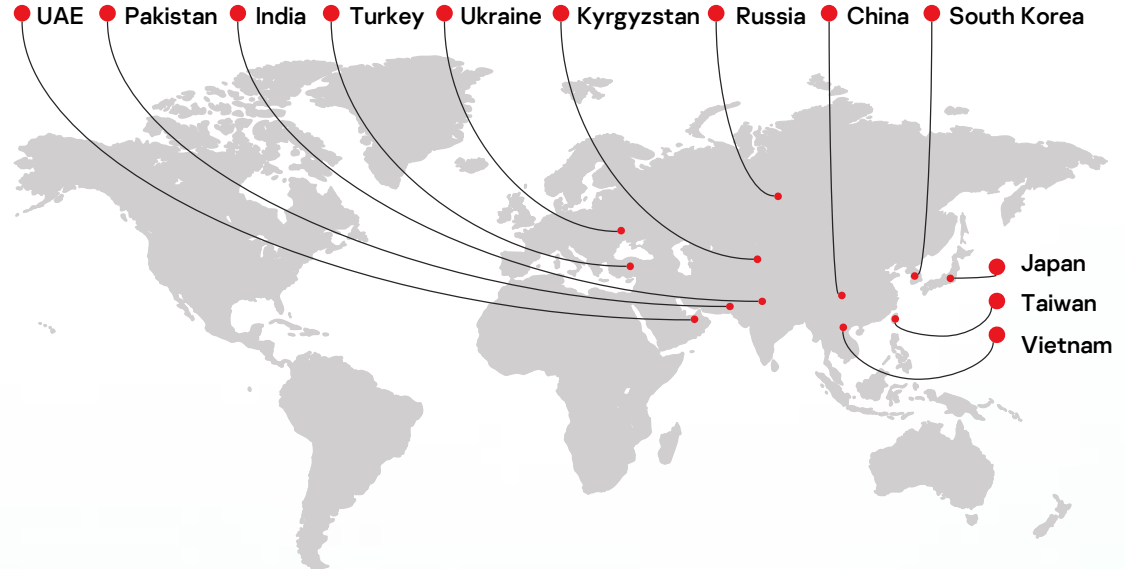 UAE
Pakistan
India
Turkey
Ukraine
Kyrgyzstan
Russia
China
South Korea
Japan
Taiwan
Vietnam